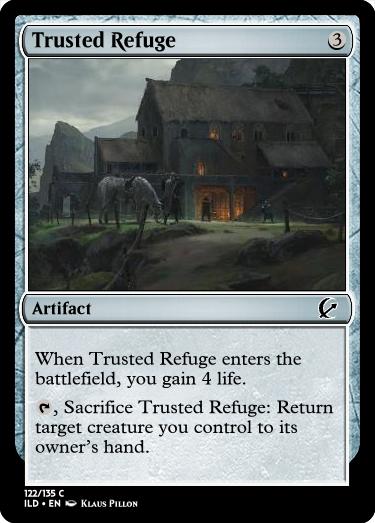 Trusted Refuge 3
Artifact
When Trusted Refuge enters the
battlefield, you gain 4 life.
, Sacrifice Trusted Refuge: Return
target creature you control to its
owner's hand.
122/135 C
ILD • EN Klaus Pillon